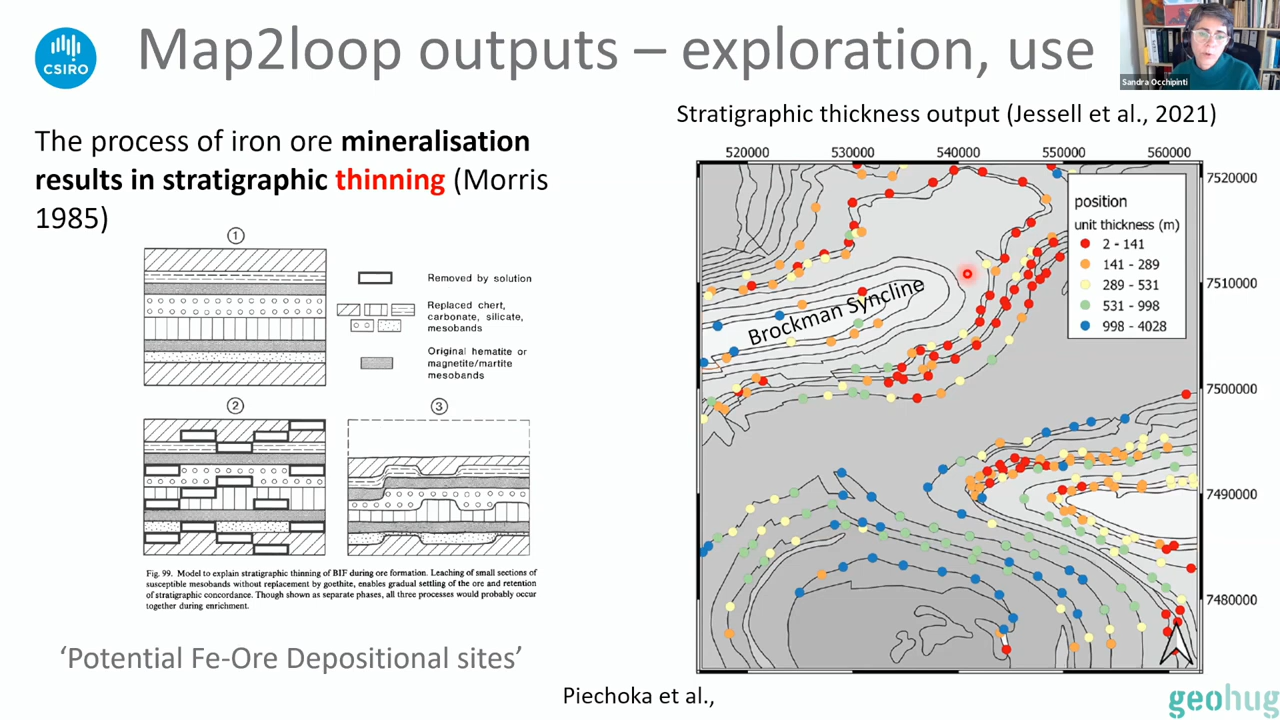 CSIRO
Map2loop outputs – exploration, use
Sandra Occhipinti
Stratigraphic thickness output (Jessell et al., 2021)
The process of iron ore mineralisation
results in stratigraphic thinning (Morris
1985)
1
Removed by solution
Replaced chert,
carbonate, silicate,
mesobands
Original hematite or
magnetite/martite
mesobands
2
3
Fig. 99. Model to explain stratigraphic thinning of BIF during ore formation. Leaching of small sections of
susceptible mesobands without replacement by goethite, enables gradual settling of the ore and retention
of stratigraphic concordance. Though shown as separate phases, all three processes would probably occur
together during enrichment.
‘Potential Fe-Ore Depositional sites’
520000 530000 540000 550000 560000
position
unit thickness (m)
2 - 141
141 - 289
289 - 531
531 - 998
998 - 4028
Brockman Syncline
7520000
7510000
7500000
7490000
7480000
Piechoka et al.,
geohug